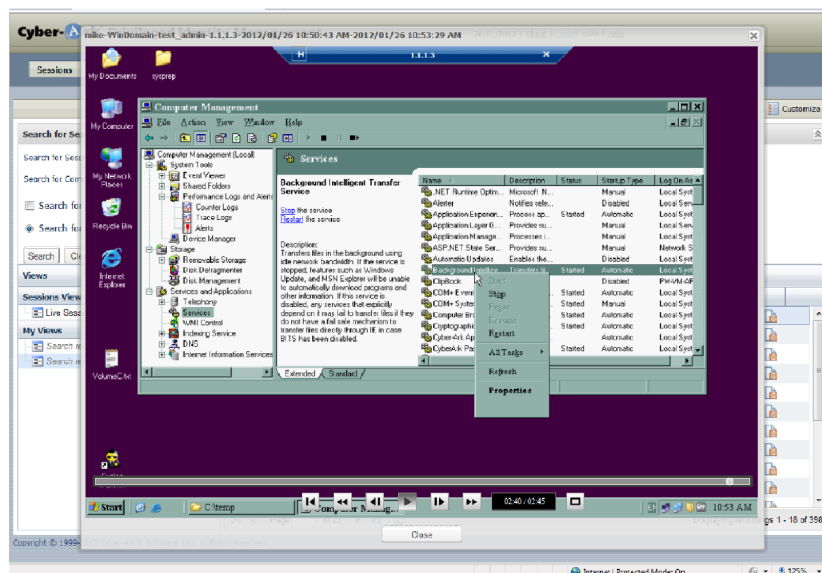 Cyber-A
mike-WinDomain-test_admin-1.1.1.3-2012/01/26 10:50:43 AM-2012/01/26 10:53:29 AM
Sessions
My Documents
sysprep
1.1.1.3
Customize
Computer Management
File Action View Window Help
My Computer
Search for Se
Search for Sess
Search for Com
Search for
Search for
Search
Views
Sessions View
Live Sess
My Views
Search
Search
My Network Places
Recycle Bin
Internet Explorer
VolumeC.txt
Computer Management (Local)
System Tools
Event Viewer
Shared Folders
Performance Logs and Alerts
Counter Logs
Trace Logs
Alerts
Device Manager
Storage
Removable Storage
Disk Defragmenter
Disk Management
Services and Applications
Telephony
Services
WMI Control
Indexing Service
DNS
Internet Information Services
Services
Background Intelligent Transfer Service
Stop the service
Restart the service
Description:
Transfers files in the background using
idle network bandwidth. If the service is
stopped, features such as Windows
Update, and MSN Explorer will be unable
to automatically download programs and
other information. If this service is
disabled, any services that explicitly
depend on it may fail to transfer files if they
do not have a fail safe mechanism to
transfer files directly through IE in case
BITS has been disabled.
Name Description Status Startup Type Log On As
.NET Runtime Optim... Microsoft .N... Manual Local Syst
Alerter Notifies sele... Disabled Local Serv
Application Experien... Process ap... Started Automatic Local Syst
Application Layer G... Provides su... Manual Local Serv
Application Manage... Processes i... Manual Local Syst
ASP.NET State Ser... Provides su... Manual Network S
Automatic Updates Enables the... Disabled Local Syst
Background Intellige... Transfers fi... Started Automatic Local Syst
ClipBook Disabled
COM+ Event Started Automatic Local Syst
COM+ System Started Manual Local Syst
Computer Bro Started Automatic Local Syst
Cryptographic Started Automatic Local Syst
CyberArk Ap Automatic Local Syst
CyberArk Pas Started Automatic Local Syst
Start
Stop
Pause
Resume
Restart
All Tasks
Refresh
Properties
Extended Standard
Start
C:\temp
Computer Manag...
02:40 / 02:45
10:53 AM
Close
gs 1 - 18 of 398
Copyright © 1999-
Internet | Protected Mode: On
125%